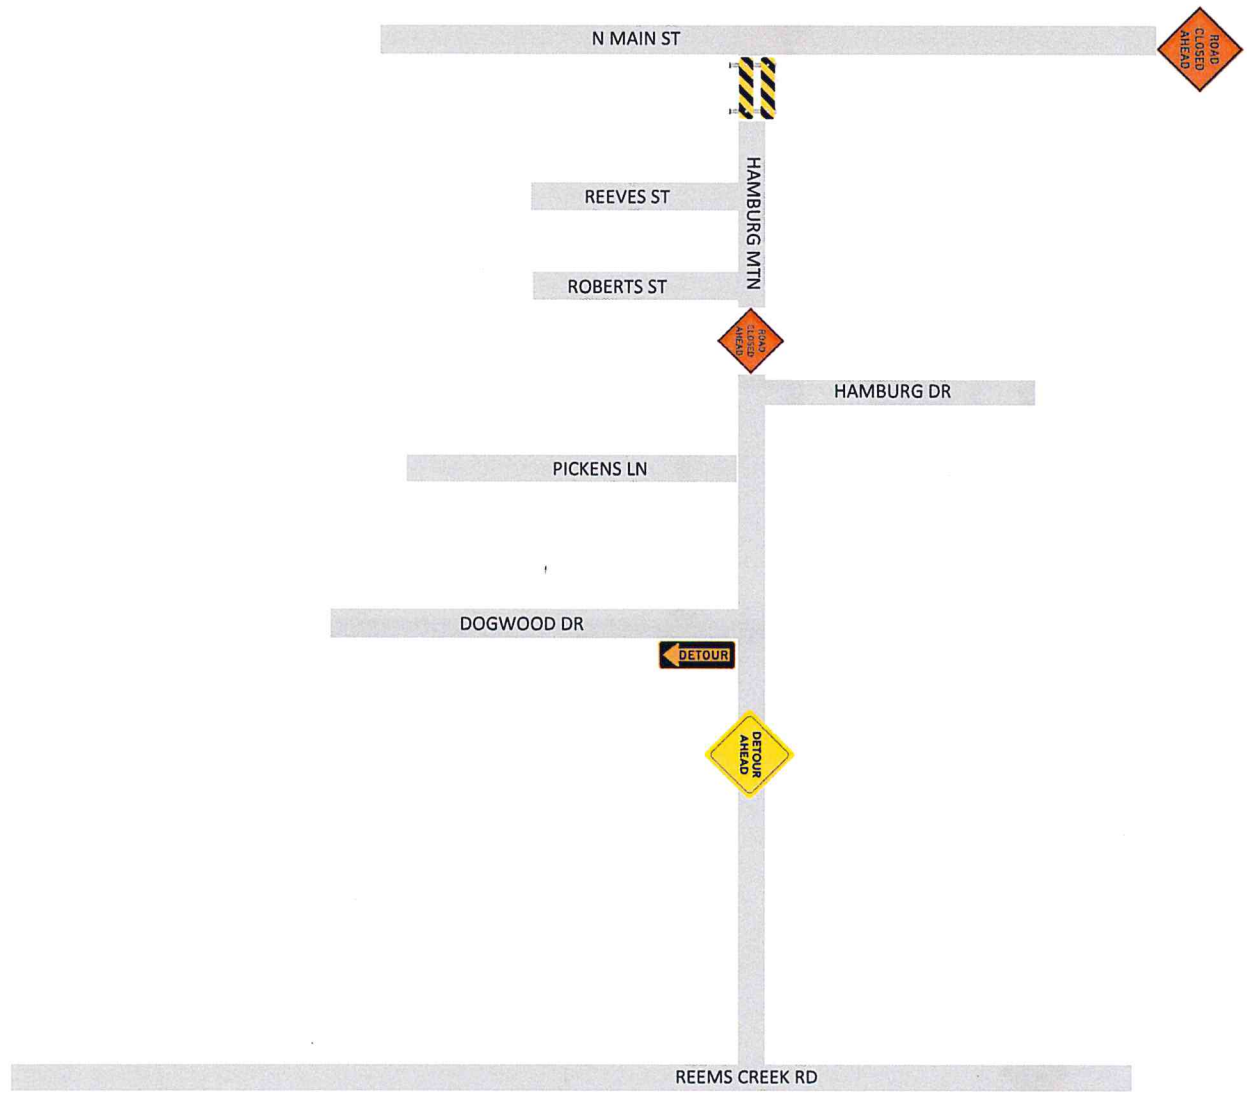 N MAIN ST
ROAD
CLOSED
AHEAD
HAMBURG MTN
REEVES ST
ROBERTS ST
ROAD
CLOSED
AHEAD
HAMBURG DR
PICKENS LN
DOGWOOD DR
DETOUR
DETOUR
AHEAD
REEMS CREEK RD